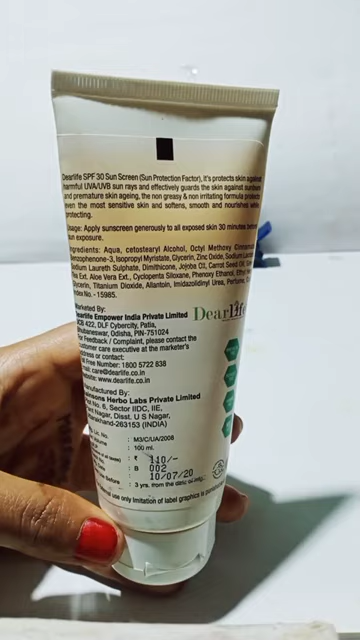 Dearlife SPF 30 Sun Screen (Sun Protection Factor), it's protects skin against
harmful UVA/UVB sun rays and effectively guards the skin against sunburn
and premature skin ageing, the non greasy & non irritating formula protects
even the most sensitive skin and softens, smooth and nourished while
protecting.
Usage: Apply sunscreen generously to all exposed skin 30 minutes before
sun exposure.
Ingredients: Aqua, cetostearyl Alcohol, Octyl Methoxy Cinnamate,
Benzophenone-3, Isopropyl Myristate, Glycerin, Zinc Oxide, Sodium
Sodium Laureth Sulphate, Dimethicone, Jojoba Oil, Carrot Seed Oil,
Ext. Aloe Vera Ext., Cyclopenta Siloxane, Phenoxy Ethanol,
Glycerin, Titanium Dioxide, Allantoin, Imidazolidinyl Urea, Perfume,
Index No.-15985.
Marketed By:
Dearlife Empower India Private Limited
422, DLF Cybercity, Patia,
Bhubaneswar, Odisha, PIN-751024
For Feedback / Complaint, please contact the
customer care executive at the marketer's
address or contact:
Toll Free Number: 1800 5722 838
Email: care@dearlife.co.in
Website: www.dearlife.co.in
DearLife
Manufactured By:
Herbo Labs Private Limited
Plot No. 6, Sector IIDC, IIE,
Nagar, Disst. U S Nagar,
Uttarakhand-263153 (INDIA)
Lic. No. : M3/C/UA/2008
: 100 ml.
: ₹ 110/-
: B 002
10/07/20
Before : 3 yrs. from the date of mfg.
use only Imitation of label graphics is